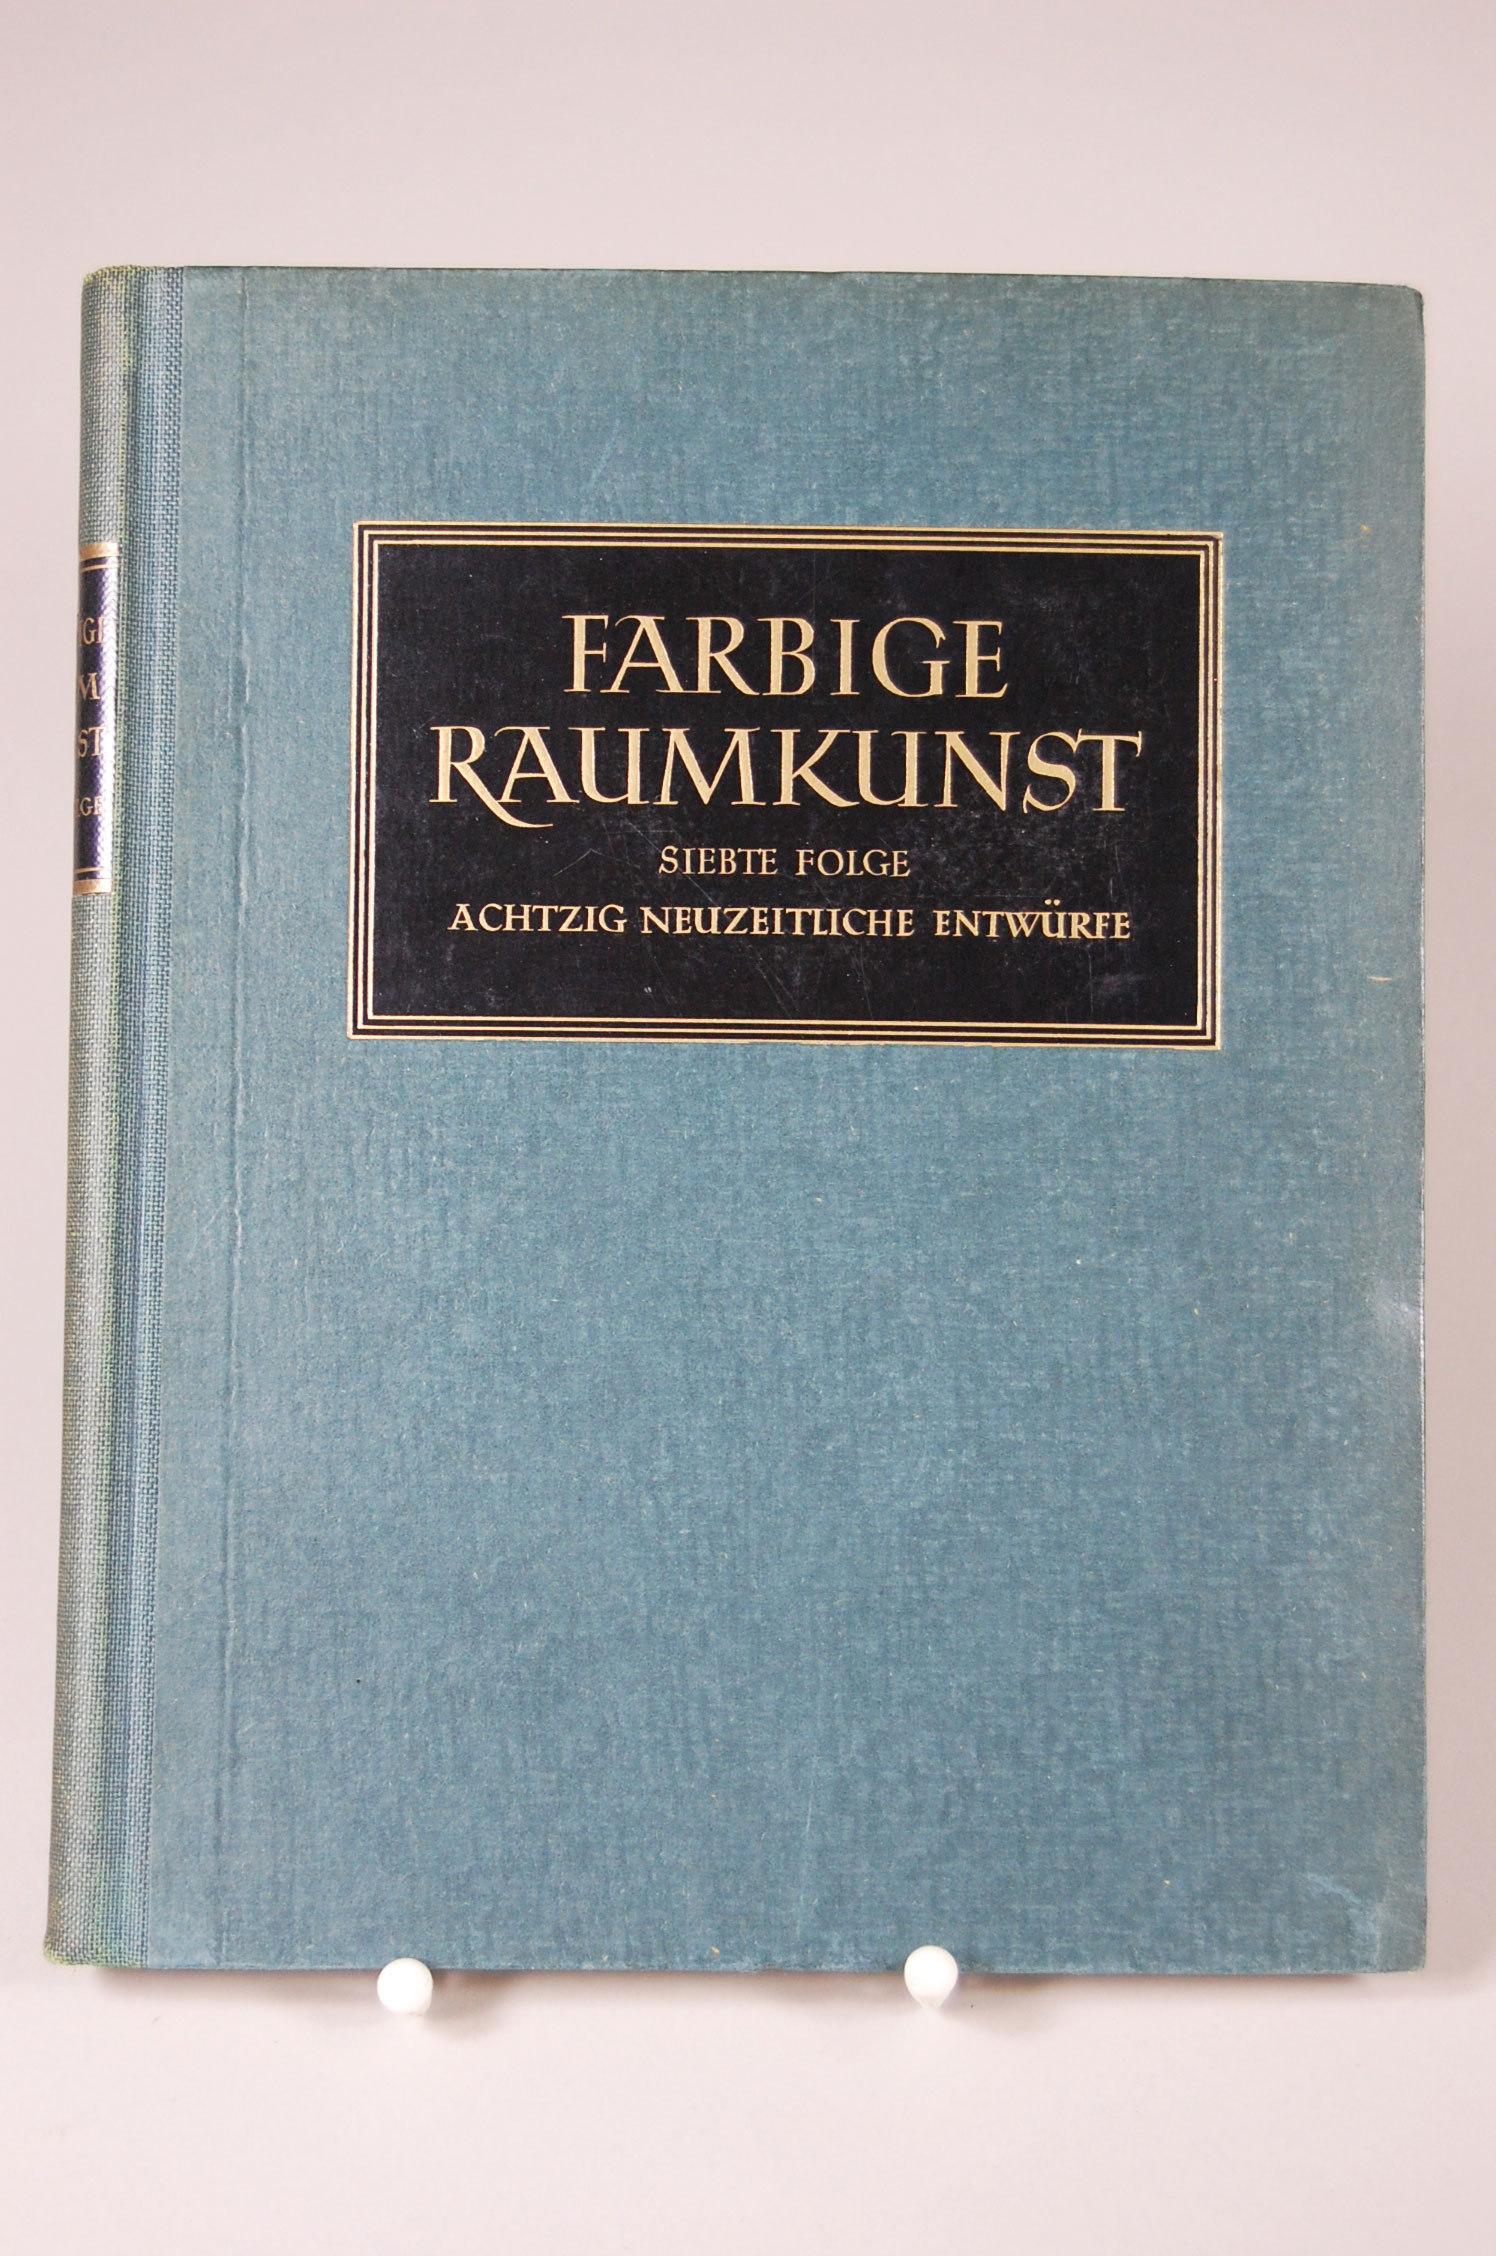 FARBIGE
RAUMKUNST
SIEBTE FOLGE
ACHTZIG NEUZEITLICHE ENTWÜRFE